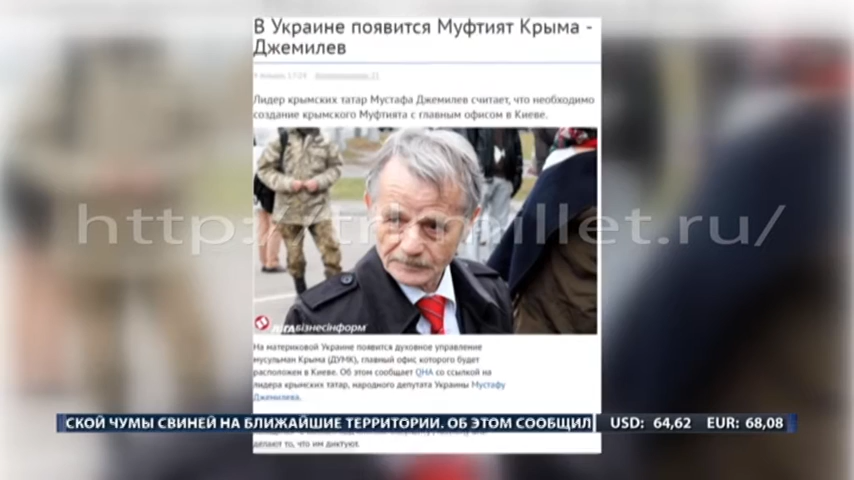 В Украине появится Муфтият Крыма -
Джемилев
Лидер крымских татар Мустафа Джемилев считает, что необходимо
создание крымского Муфтията с главным офисом в Киеве.
http://trkmillet.ru/
ЛІГАбізнесінформ
На материковой Украине появится духовное управление
мусульман Крыма (ДУМК), главный офис которого будет
расположен в Киеве. Об этом сообщает QHA со ссылкой на
лидера крымских татар, народного депутата Украины Мустафу
Джемилева.
СКОЙ ЧУМЫ СВИНЕЙ НА БЛИЖАЙШИЕ ТЕРРИТОРИИ. ОБ ЭТОМ СООБЩИЛ USD: 64,62 EUR: 68,08
делают то, что им диктуют.